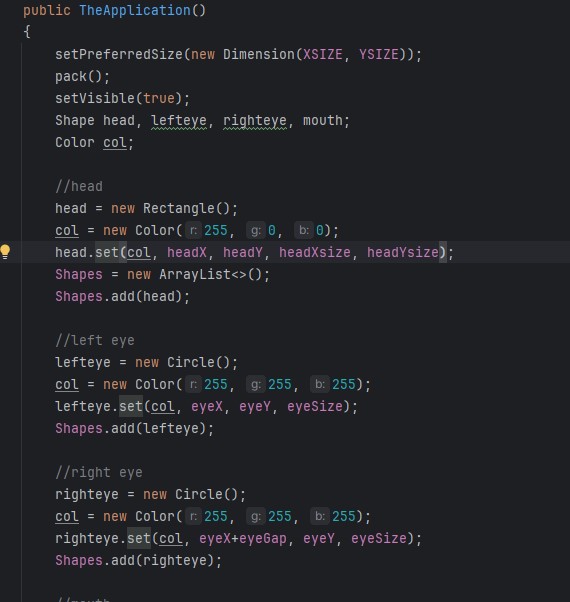 public TheApplication()
{
setPreferredSize(new Dimension(XSIZE, YSIZE));
pack();
setVisible(true);
Shape head, lefteye, righteye, mouth;
Color col;
//head
head = new Rectangle();
col = new Color( r: 255, g: 0, b: 0);
head.set(col, headX, headY, headXsize, headYsize);
Shapes = new ArrayList<>();
Shapes.add(head);
//left eye
lefteye = new Circle();
col = new Color( r: 255, g: 255, b: 255);
lefteye.set(col, eyeX, eyeY, eyeSize);
Shapes.add(lefteye);
//right eye
righteye = new Circle();
col = new Color( r: 255, g: 255, b: 255);
righteye.set(col, eyeX+eyeGap, eyeY, eyeSize);
Shapes.add(righteye);
//mouth